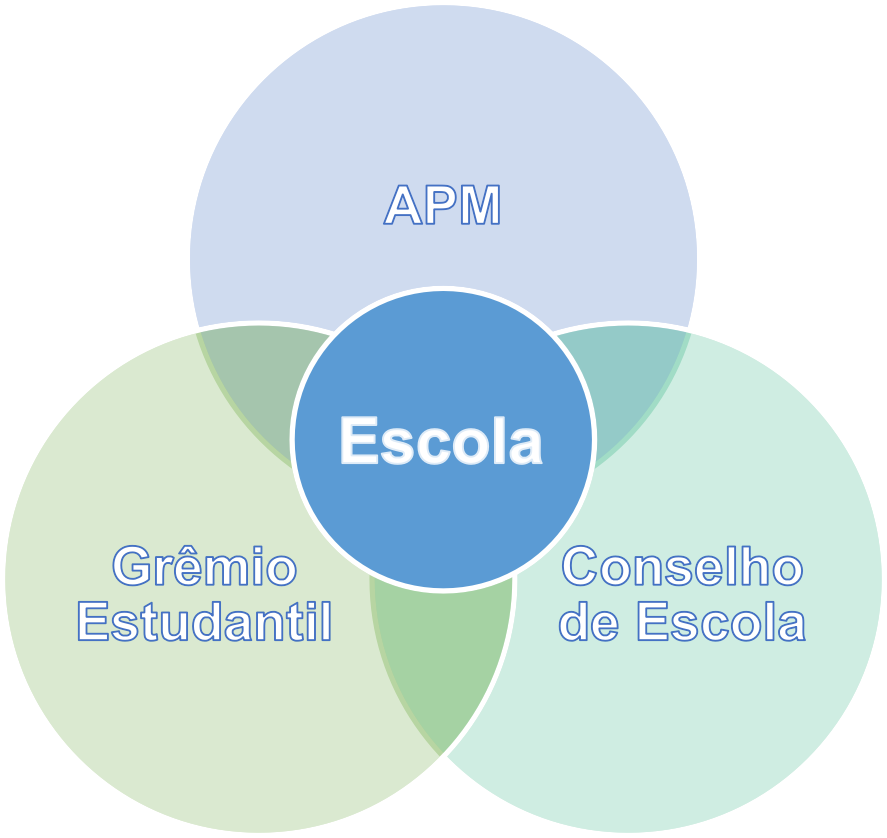 APM
Escola
Grêmio
Estudantil
Conselho
de Escola